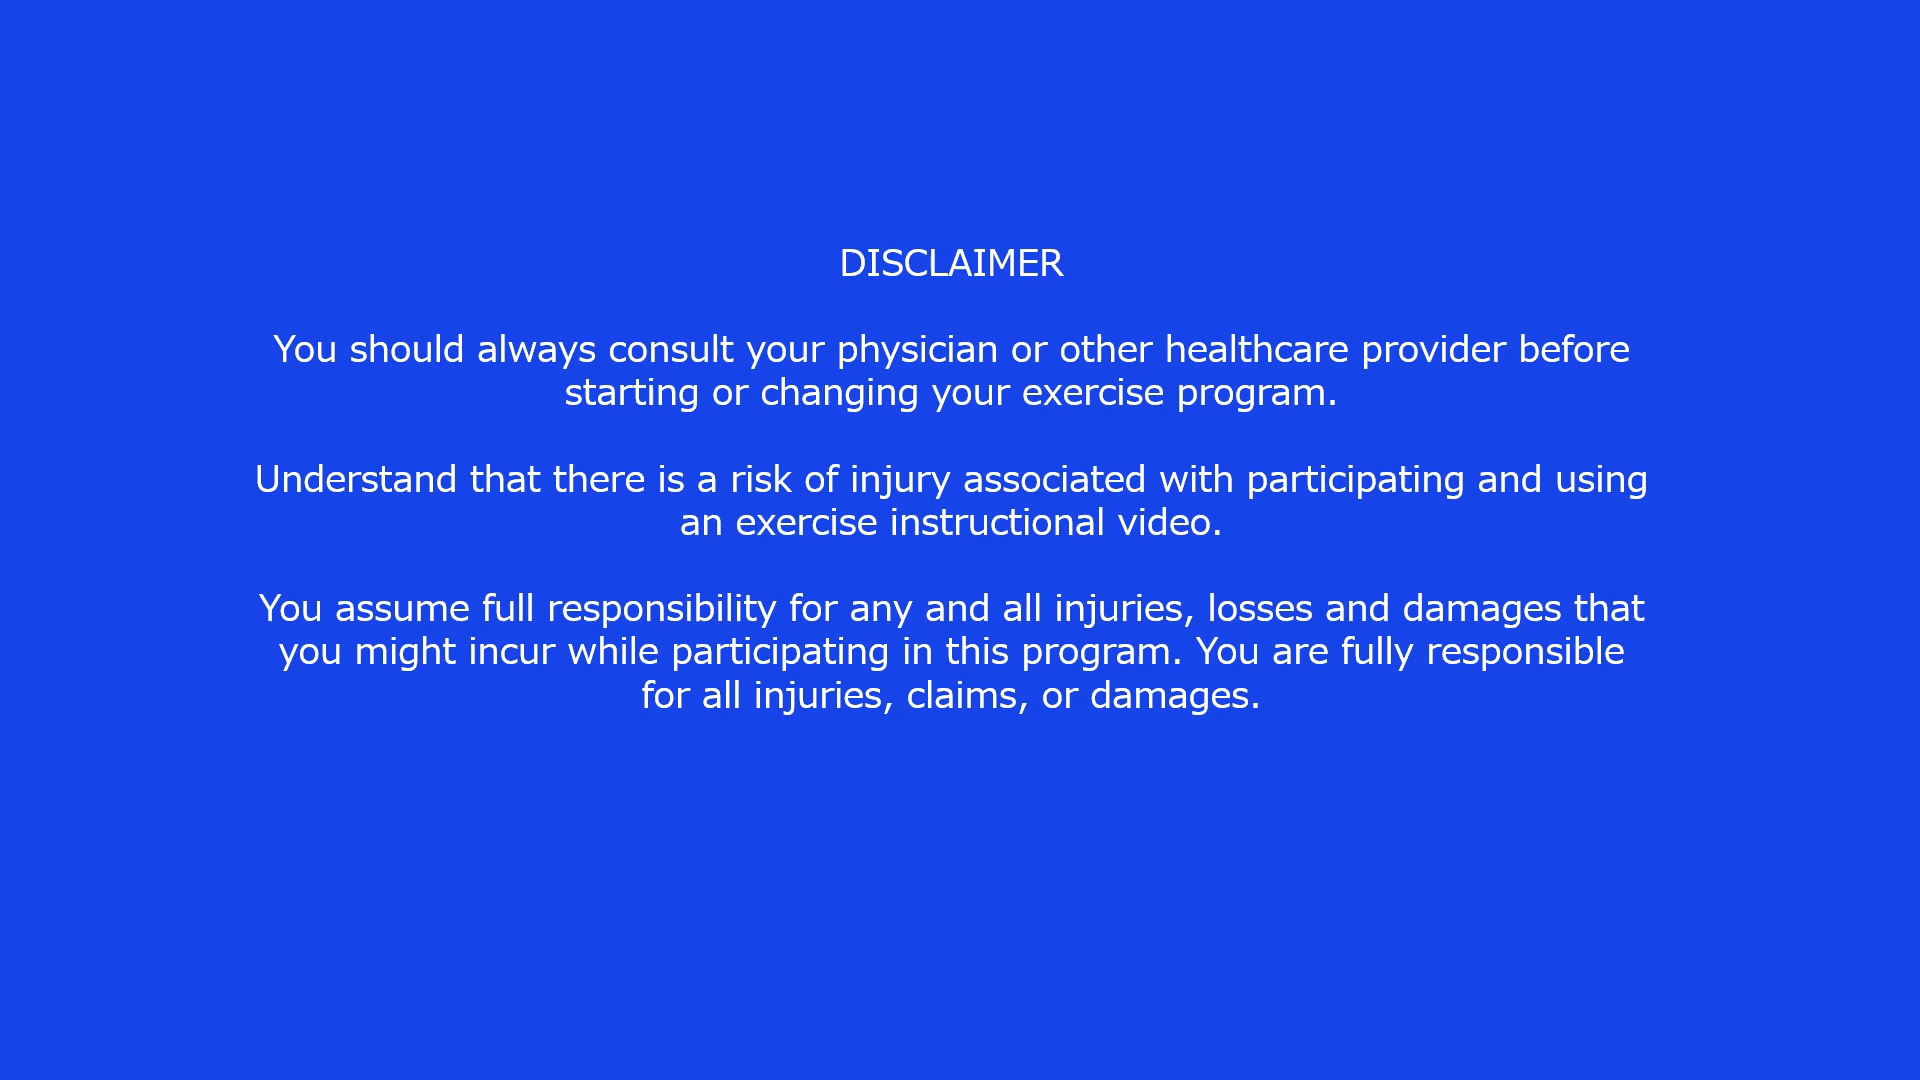 DISCLAIMER
You should always consult your physician or other healthcare provider before
starting or changing your exercise program.
Understand that there is a risk of injury associated with participating and using
an exercise instructional video.
You assume full responsibility for any and all injuries, losses and damages that
you might incur while participating in this program. You are fully responsible
for all injuries, claims, or damages.